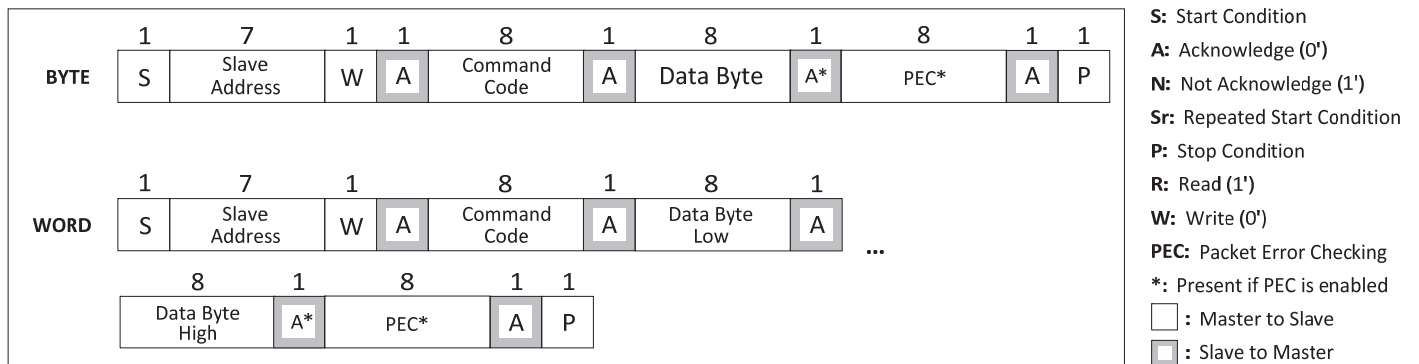 1 7 1 1 8 1 8 1 8 1 1
BYTE S Slave Address W A Command Code A Data Byte A* PEC* A P
1 7 1 8 1 8 1
WORD S Slave Address W A Command Code A Data Byte Low A ...
8 1 8 1 1
Data Byte High A* PEC* A P
S: Start Condition
A: Acknowledge (0')
N: Not Acknowledge (1')
Sr: Repeated Start Condition
P: Stop Condition
R: Read (1')
W: Write (0')
PEC: Packet Error Checking
*: Present if PEC is enabled
: Master to Slave
: Slave to Master